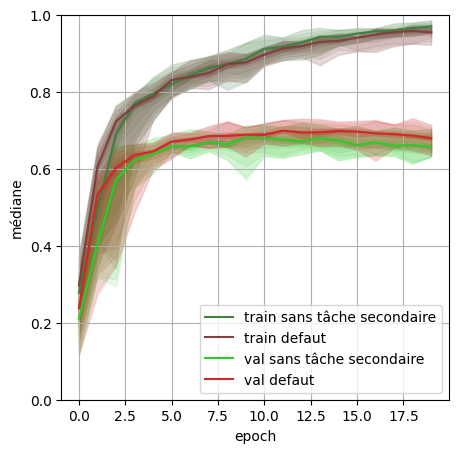 1.0
0.8
0.6
0.4
0.2
0.0
médiane
train sans tâche secondaire
train defaut
val sans tâche secondaire
val defaut
0.0 2.5 5.0 7.5 10.0 12.5 15.0 17.5
epoch